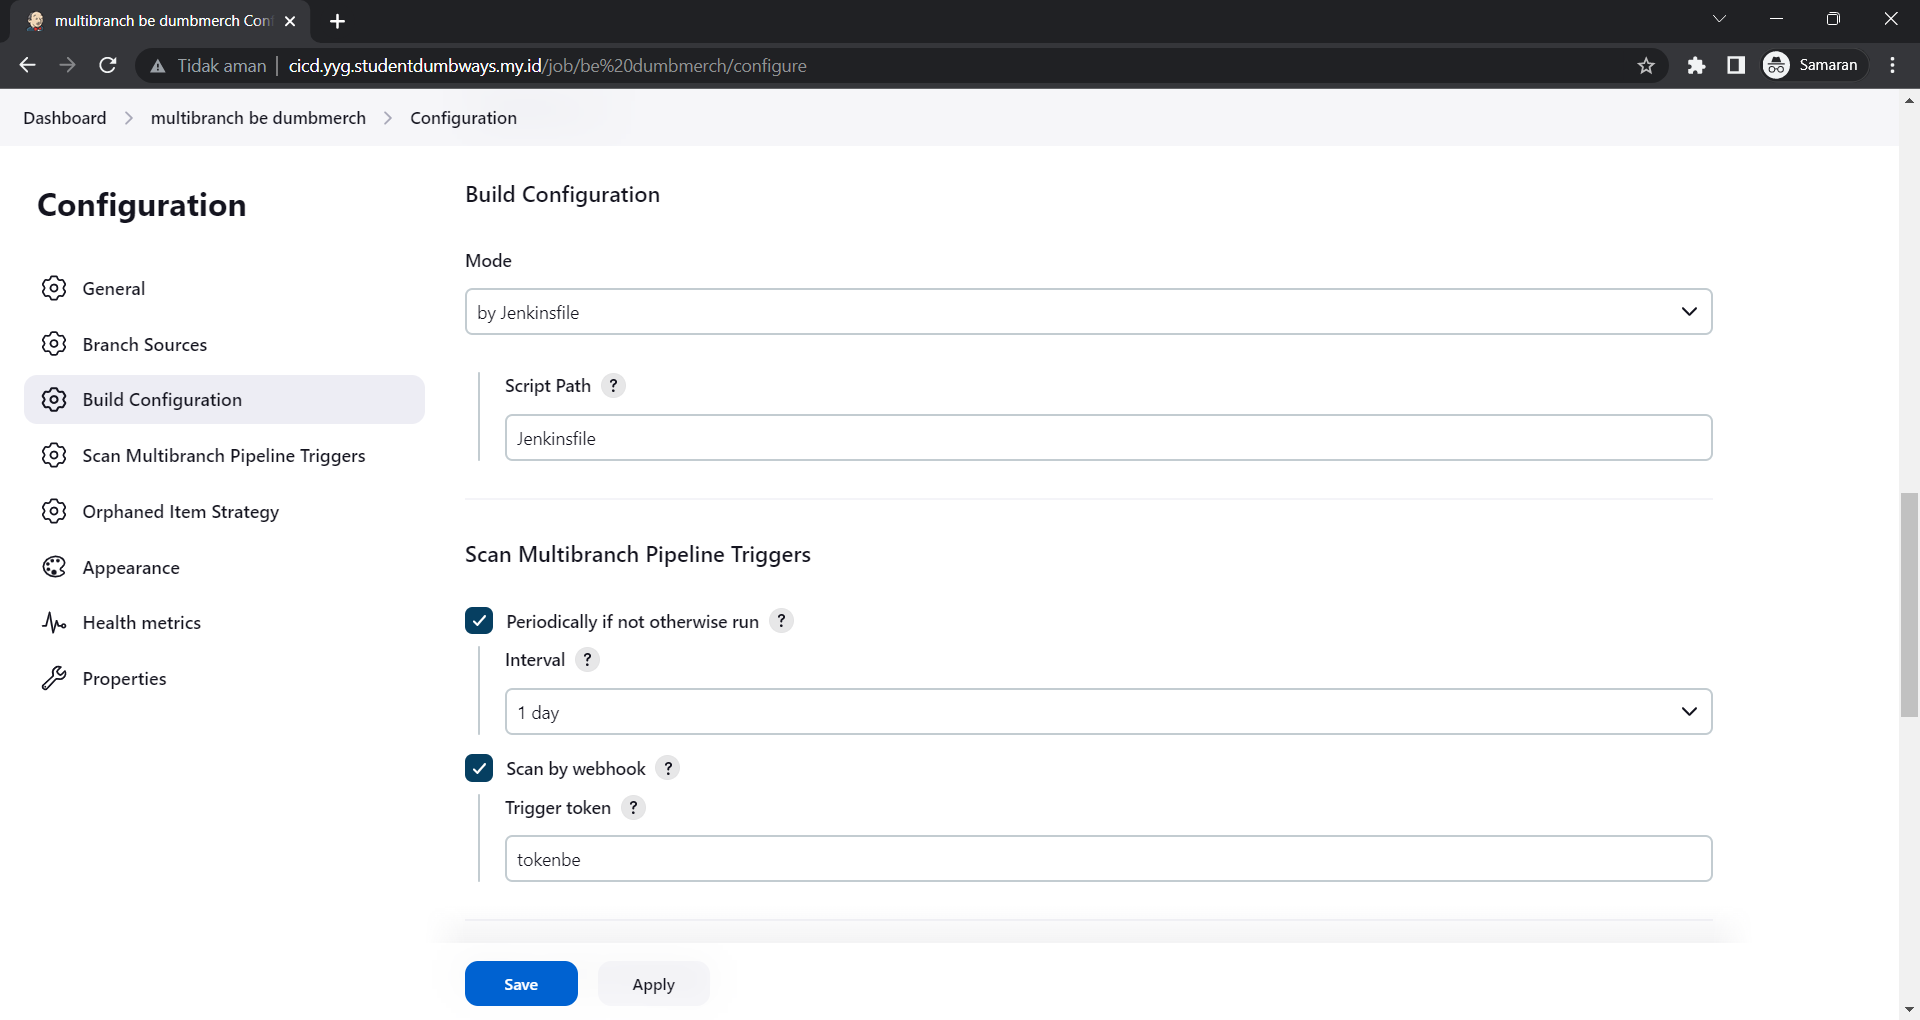 multibranch be dumbmerch Con
Tidak aman
cicd.yyg.studentdumbways.my.id/job/be%20dumbmerch/configure
Samaran
Dashboard
multibranch be dumbmerch
Configuration
Configuration
General
Branch Sources
Build Configuration
Scan Multibranch Pipeline Triggers
Orphaned Item Strategy
Appearance
Health metrics
Properties
Build Configuration
Mode
by Jenkinsfile
Script Path ?
Jenkinsfile
Scan Multibranch Pipeline Triggers
Periodically if not otherwise run ?
Interval ?
1 day
Scan by webhook ?
Trigger token ?
tokenbe
Save
Apply